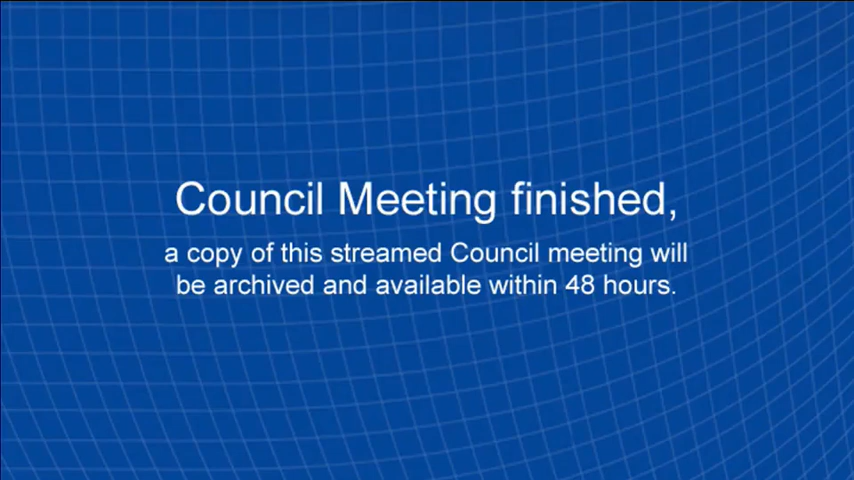 Council Meeting finished,
a copy of this streamed Council meeting will
be archived and available within 48 hours.